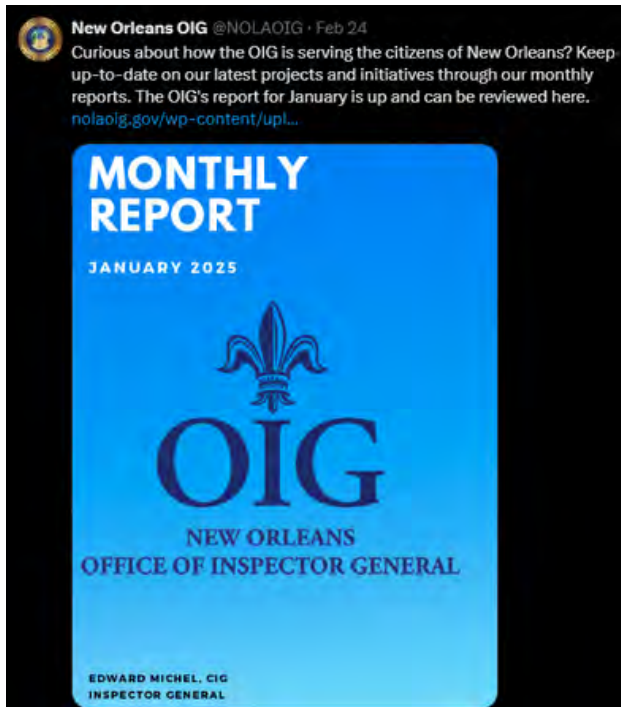 New Orleans OIG @NOLAOIG · Feb 24
Curious about how the OIG is serving the citizens of New Orleans? Keep
up-to-date on our latest projects and initiatives through our monthly
reports. The OIG's report for January is up and can be reviewed here.
nolaoig.gov/wp-content/upl...
MONTHLY
REPORT
JANUARY 2025
OIG
NEW ORLEANS
OFFICE OF INSPECTOR GENERAL
EDWARD MICHEL, CIG
INSPECTOR GENERAL